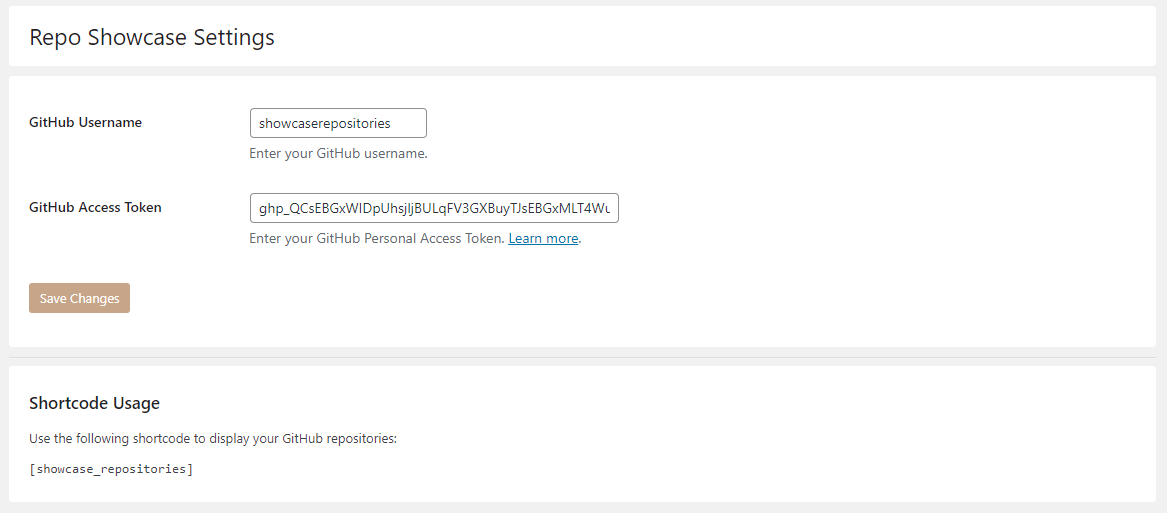 Repo Showcase Settings
GitHub Username
showcaserepositories
Enter your GitHub username.
GitHub Access Token
Enter your GitHub Personal Access Token. Learn more.
Save Changes
Shortcode Usage
Use the following shortcode to display your GitHub repositories:
[showcase_repositories]